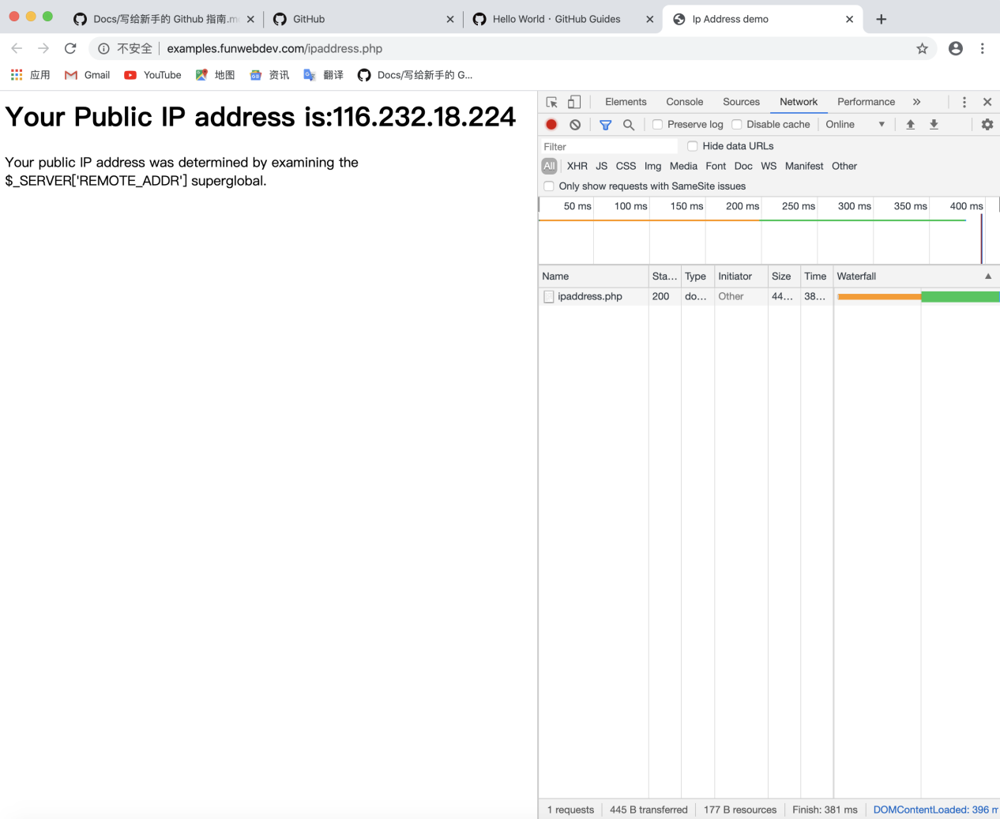 Docs/写给新手的 Github 指南.m
GitHub
Hello World · GitHub Guides
Ip Address demo
不安全
examples.funwebdev.com/ipaddress.php
应用
Gmail
YouTube
地图
资讯
翻译
Docs/写给新手的 G...
Your Public IP address is:116.232.18.224
Your public IP address was determined by examining the
$_SERVER['REMOTE_ADDR'] superglobal.
Elements Console Sources Network Performance
Preserve log Disable cache Online
Filter Hide data URLs
All XHR JS CSS Img Media Font Doc WS Manifest Other
Only show requests with SameSite issues
50 ms 100 ms 150 ms 200 ms 250 ms 300 ms 350 ms 400 ms
Name Sta... Type Initiator Size Time Waterfall
ipaddress.php 200 do... Other 44... 38...
1 requests 445 B transferred 177 B resources Finish: 381 ms DOMContentLoaded: 396 m